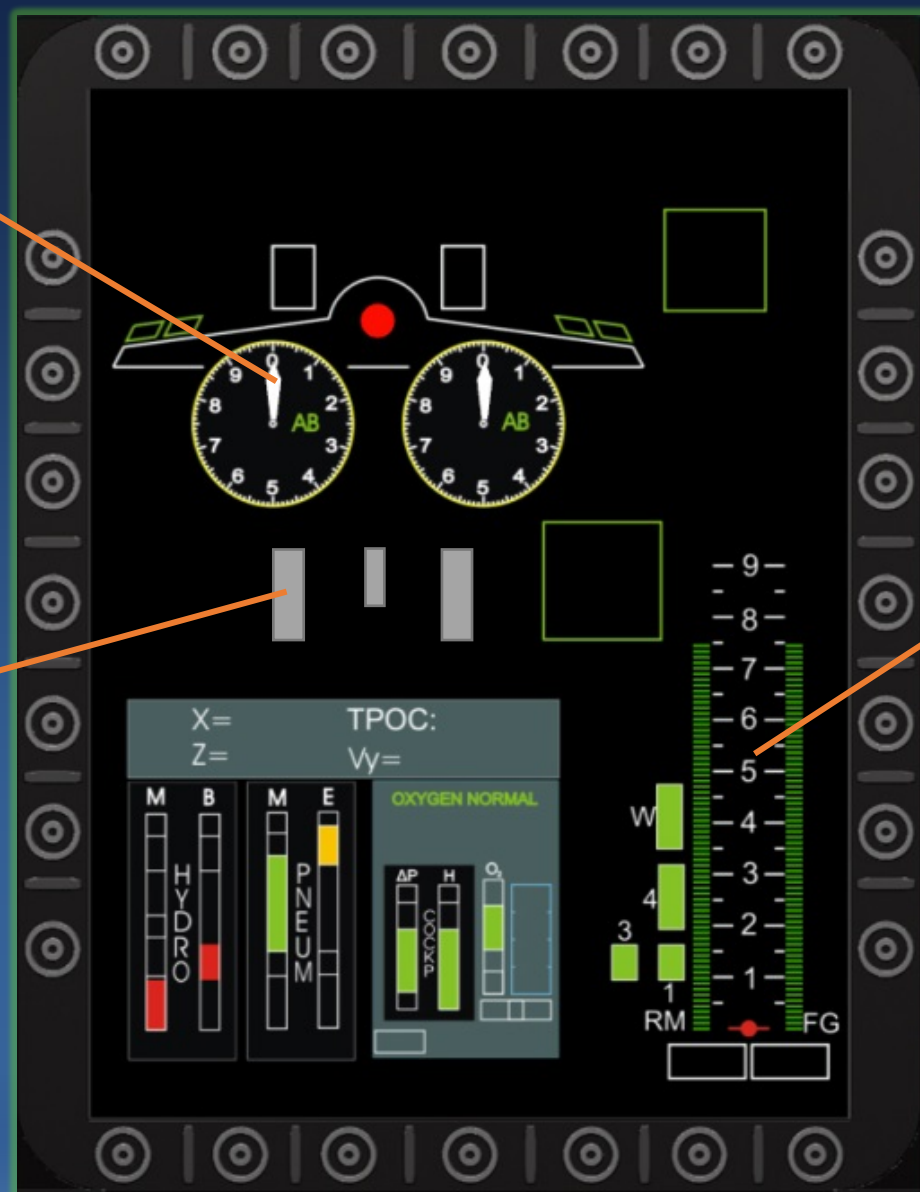 0 1 2 3 4 5 6 7 8 9
AB
0 1 2 3 4 5 6 7 8 9
AB
9
8
7
6
5
4
3
2
1
W
4
3
1
RM
FG
X= TPOC:
Z= Vy=
M B
HYDRO
M E
PNEUM
OXYGEN NORMAL
ΔP H
COCKP
O₂